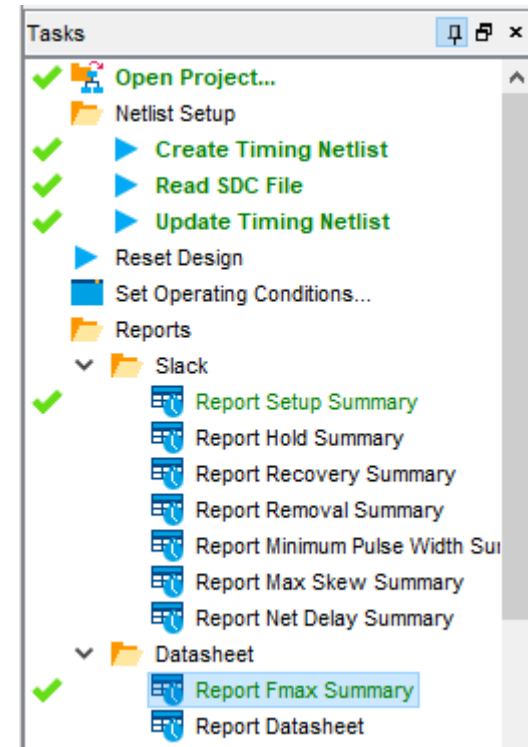 Tasks
Open Project...
Netlist Setup
Create Timing Netlist
Read SDC File
Update Timing Netlist
Reset Design
Set Operating Conditions...
Reports
Slack
Report Setup Summary
Report Hold Summary
Report Recovery Summary
Report Removal Summary
Report Minimum Pulse Width Sur
Report Max Skew Summary
Report Net Delay Summary
Datasheet
Report Fmax Summary
Report Datasheet